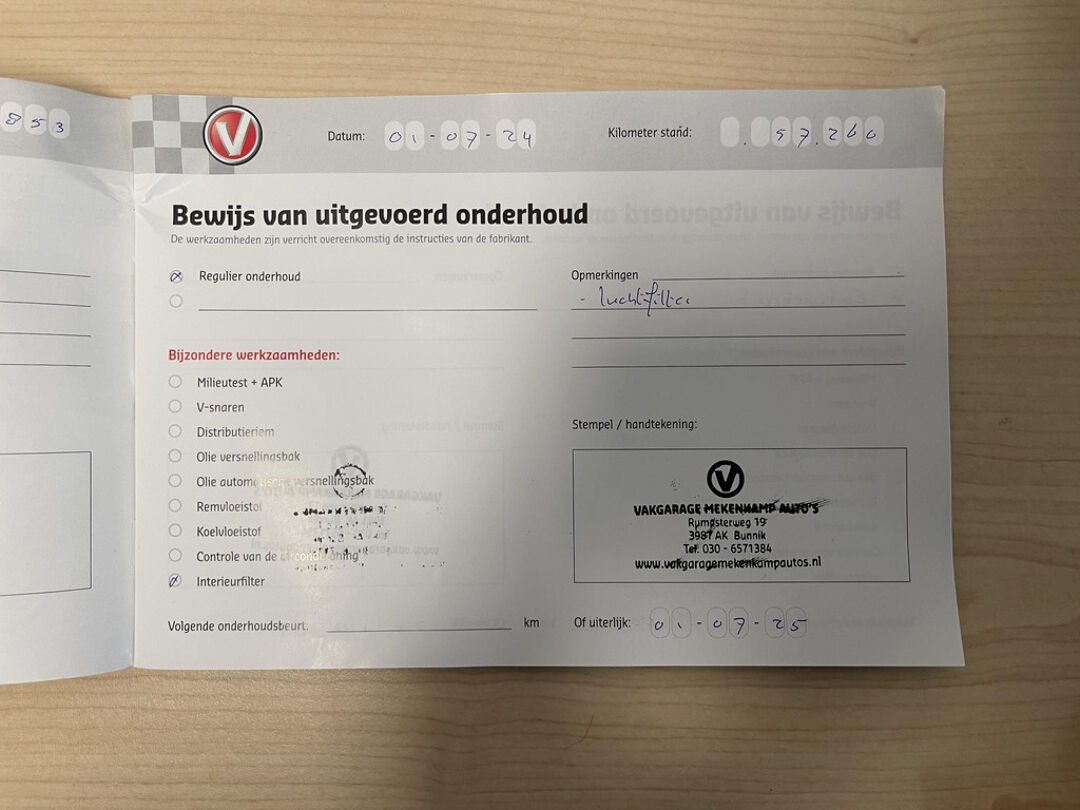 853
V
Datum: 01-07-24
Kilometer stand: 57.260
Bewijs van uitgevoerd onderhoud
De werkzaamheden zijn verricht overeenkomstig de instructies van de fabrikant.
Regulier onderhoud
Opmerkingen
- luchtfilter
Bijzondere werkzaamheden:
Milieutest + APK
V-snaren
Distributieriem
Olie versnellingsbak
Olie automatische versnellingsbak
Remvloeistof
Koelvloeistof
Controle van de airconditioning
Interieurfilter
Stempel / handtekening:
V
VAKGARAGE MEKENKAMP AUTO'S
Rumpsterweg 19
3981 AK Bunnik
Tel. 030 - 6571384
www.vakgaragemekenkampautos.nl
Volgende onderhoudsbeurt: km
Of uiterlijk: 01-07-25